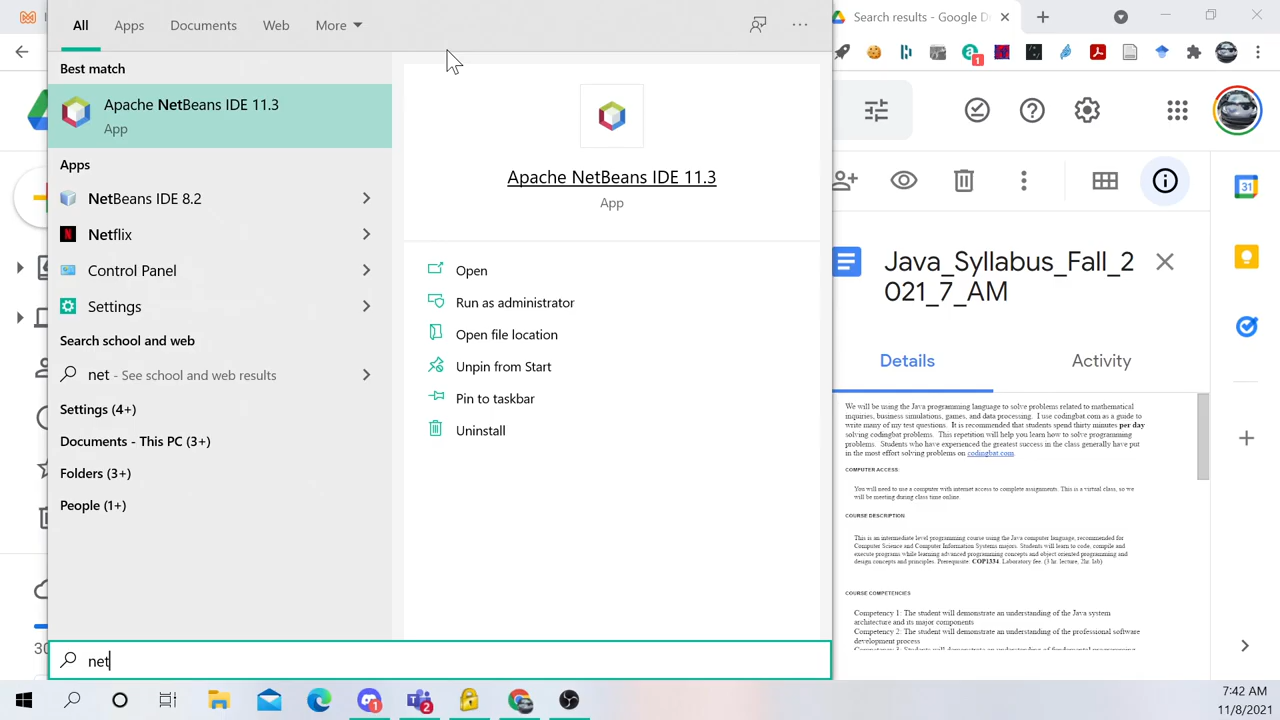 All
Apps
Documents
Web
More
Best match
Apache NetBeans IDE 11.3
App
Apps
NetBeans IDE 8.2
Netflix
Control Panel
Settings
Search school and web
net - See school and web results
Settings (4+)
Documents - This PC (3+)
Folders (3+)
People (1+)
net
Apache NetBeans IDE 11.3
App
Open
Run as administrator
Open file location
Unpin from Start
Pin to taskbar
Uninstall
Search results - Google D
1
31
Java_Syllabus_Fall_2
021_7_AM
Details
Activity
We will be using the Java programming language to solve problems related to mathematical
inquiries, business simulations, games, and data processing. I use codingbat.com as a guide to
write many of my test questions. It is recommended that students spend thirty minutes per day
solving codingbat problems. This repetition will help you learn how to solve programming
problems. Students who have experienced the greatest success in the class generally have put
in the most effort solving problems on codingbat.com.
COMPUTER ACCESS:
You will need to use a computer with internet access to complete assignments. This is a virtual class, so we
will be meeting during class time online.
COURSE DESCRIPTION
This is an intermediate level programming course using the Java computer language, recommended for
Computer Science and Computer Information Systems majors. Students will learn to code, compile and
execute programs while learning advanced programming concepts and object oriented programming and
design concepts and principles. Prerequisite: COP1334. Laboratory fee. (3 hr. lecture, 2hr. lab)
COURSE COMPETENCIES
Competency 1: The student will demonstrate an understanding of the Java system
architecture and its major components
Competency 2: The student will demonstrate an understanding of the professional software
development process
30
1
2
7:42 AM
11/8/2021